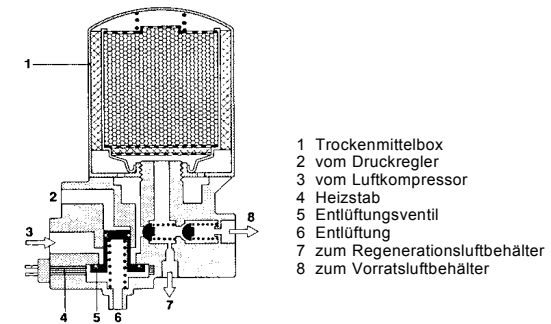 1
2
3
8
4
5
6
7
1 Trockenmittelbox
2 vom Druckregler
3 vom Luftkompressor
4 Heizstab
5 Entlüftungsventil
6 Entlüftung
7 zum Regenerationsluftbehälter
8 zum Vorratsluftbehälter